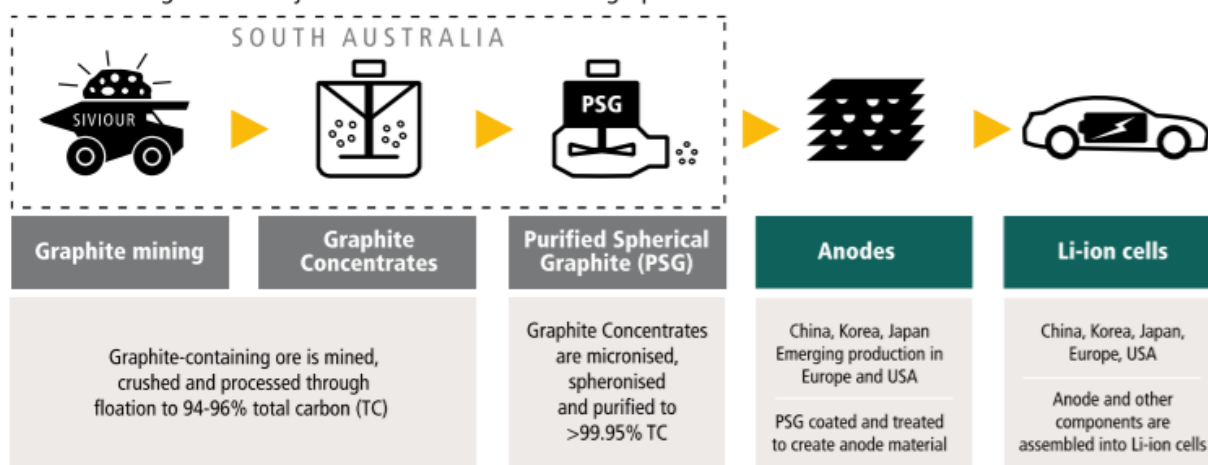 SOUTH AUSTRALIA
SIVIOUR
PSG
Graphite mining
Graphite
Concentrates
Purified Spherical
Graphite (PSG)
Anodes
Li-ion cells
Graphite-containing ore is mined,
crushed and processed through
floation to 94-96% total carbon (TC)
Graphite Concentrates
are micronised,
spheronised
and purified to
>99.95% TC
China, Korea, Japan
Emerging production in
Europe and USA
PSG coated and treated
to create anode material
China, Korea, Japan,
Europe, USA
Anode and other
components are
assembled into Li-ion cells